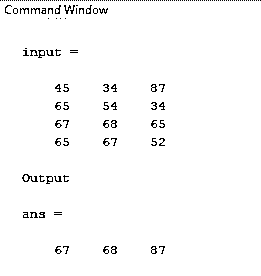 Command Window
input =
45 34 87
65 54 34
67 68 65
65 67 52
Output
ans =
67 68 87